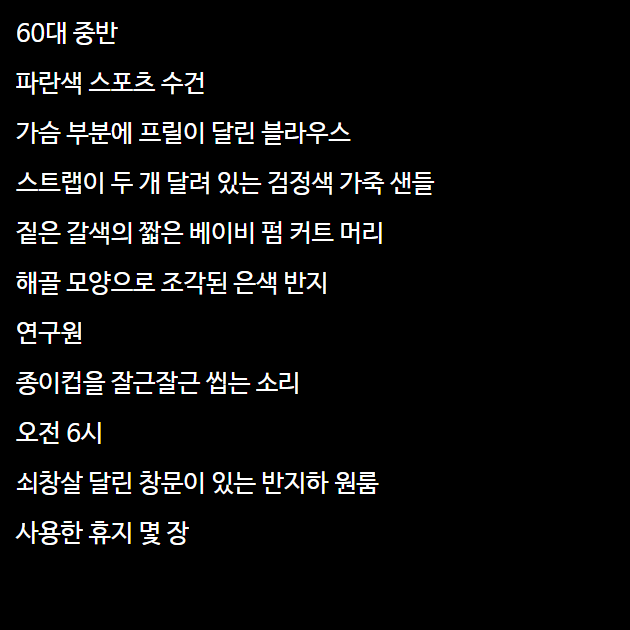 60대 중반
파란색 스포츠 수건
가슴 부분에 프릴이 달린 블라우스
스트랩이 두 개 달려 있는 검정색 가죽 샌들
짙은 갈색의 짧은 베이비 펌 커트 머리
해골 모양으로 조각된 은색 반지
연구원
종이컵을 잘근잘근 씹는 소리
오전 6시
쇠창살 달린 창문이 있는 반지하 원룸
사용한 휴지 몇 장